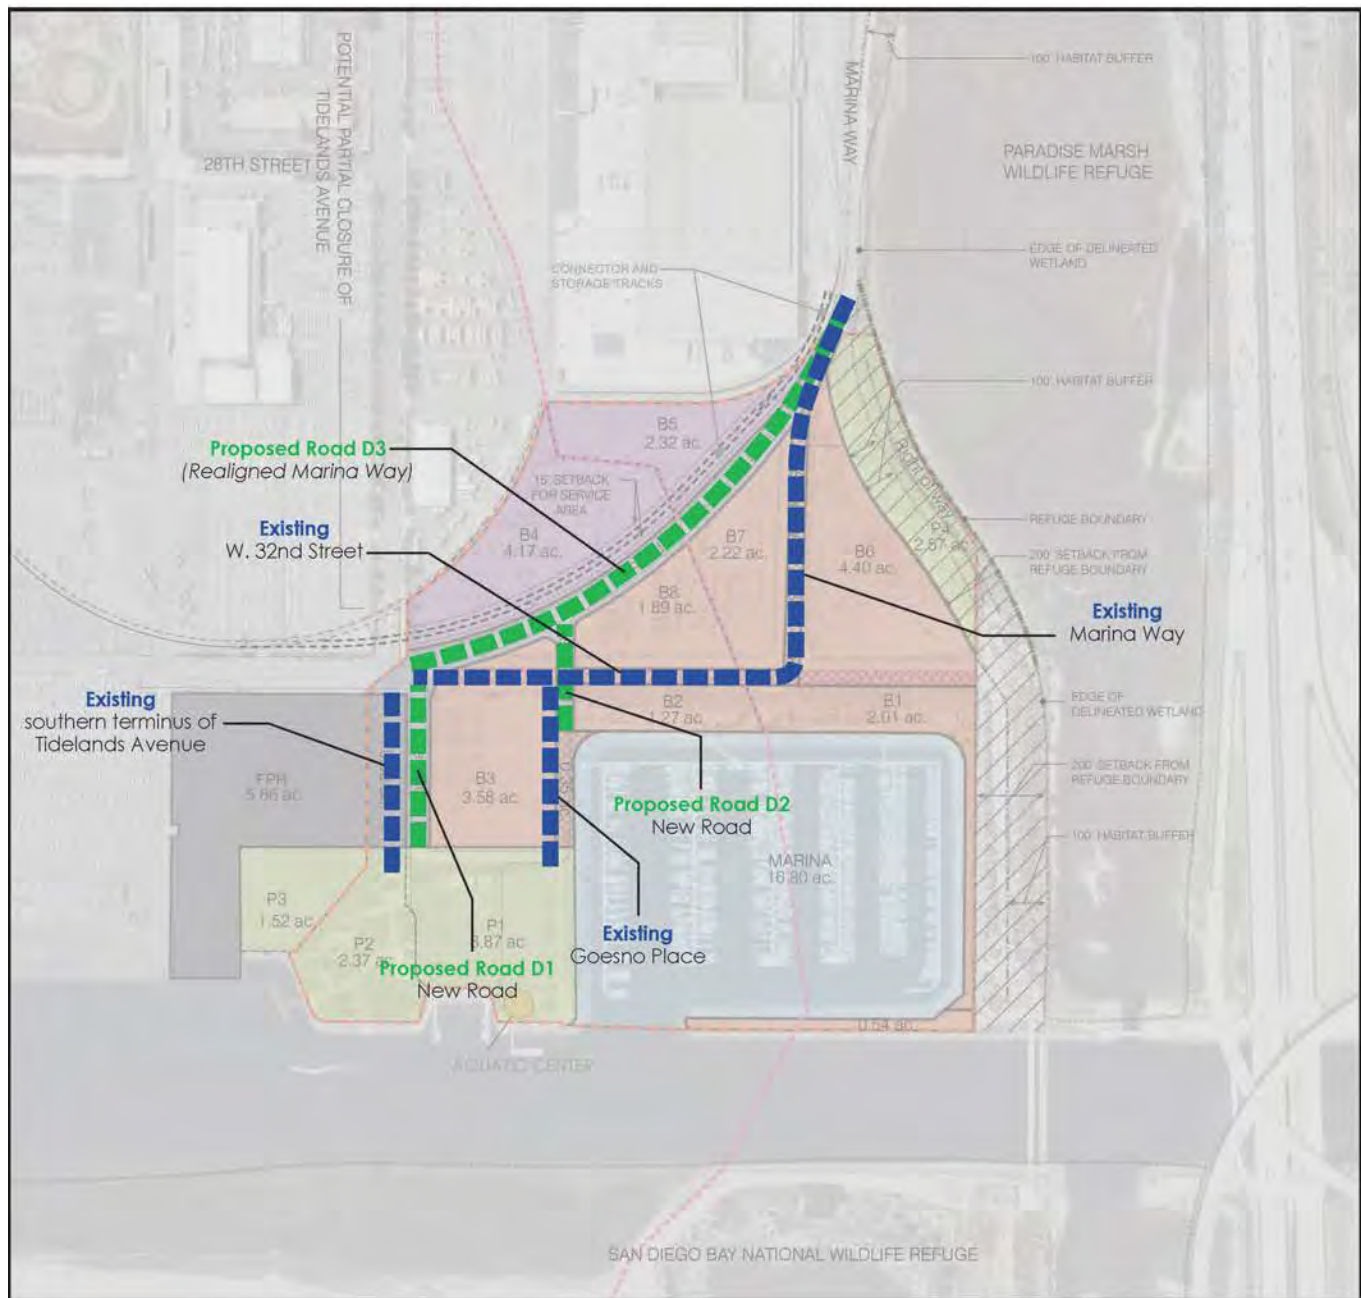 POTENTIAL PARTIAL CLOSURE OF
TIDELANDS AVENUE
28TH STREET
MARINA WAY
100' HABITAT BUFFER
PARADISE MARSH
WILDLIFE REFUGE
EDGE OF DELINEATED
WETLAND
CONNECTOR AND
STORAGE TRACKS
100' HABITAT BUFFER
B5
2.32 ac.
Proposed Road D3
(Realigned Marina Way)
15' SETBACK
FOR SERVICE
AREA
Right of way
P4
2.57 ac.
REFUGE BOUNDARY
Existing
W. 32nd Street
B4
4.17 ac.
B7
2.22 ac.
B6
4.40 ac.
200' SETBACK FROM
REFUGE BOUNDARY
B8
1.89 ac.
Existing
Marina Way
Existing
southern terminus of
Tidelands Avenue
B2
1.27 ac.
B1
2.01 ac.
EDGE OF
DELINEATED WETLAND
FPH
5.66 ac.
B3
3.58 ac.
200' SETBACK FROM
REFUGE BOUNDARY
Proposed Road D2
New Road
100' HABITAT BUFFER
MARINA
16.80 ac.
P3
1.52 ac.
P1
P2
2.37 ac.
Existing
Goesno Place
Proposed Road D1
New Road
0.54 ac.
AQUATIC CENTER
SAN DIEGO BAY NATIONAL WILDLIFE REFUGE